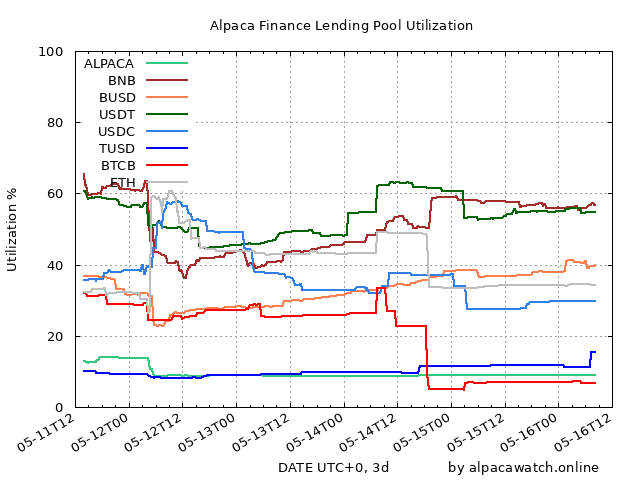 Alpaca Finance Lending Pool Utilization
100
80
60
40
20
0
Utilization %
ALPACA
BNB
BUSD
USDT
USDC
TUSD
BTCB
ETH
05-11T12
05-12T00
05-12T12
05-13T00
05-13T12
05-14T00
05-14T12
05-15T00
05-15T12
05-16T00
05-16T12
DATE UTC+0, 3d
by alpacawatch.online